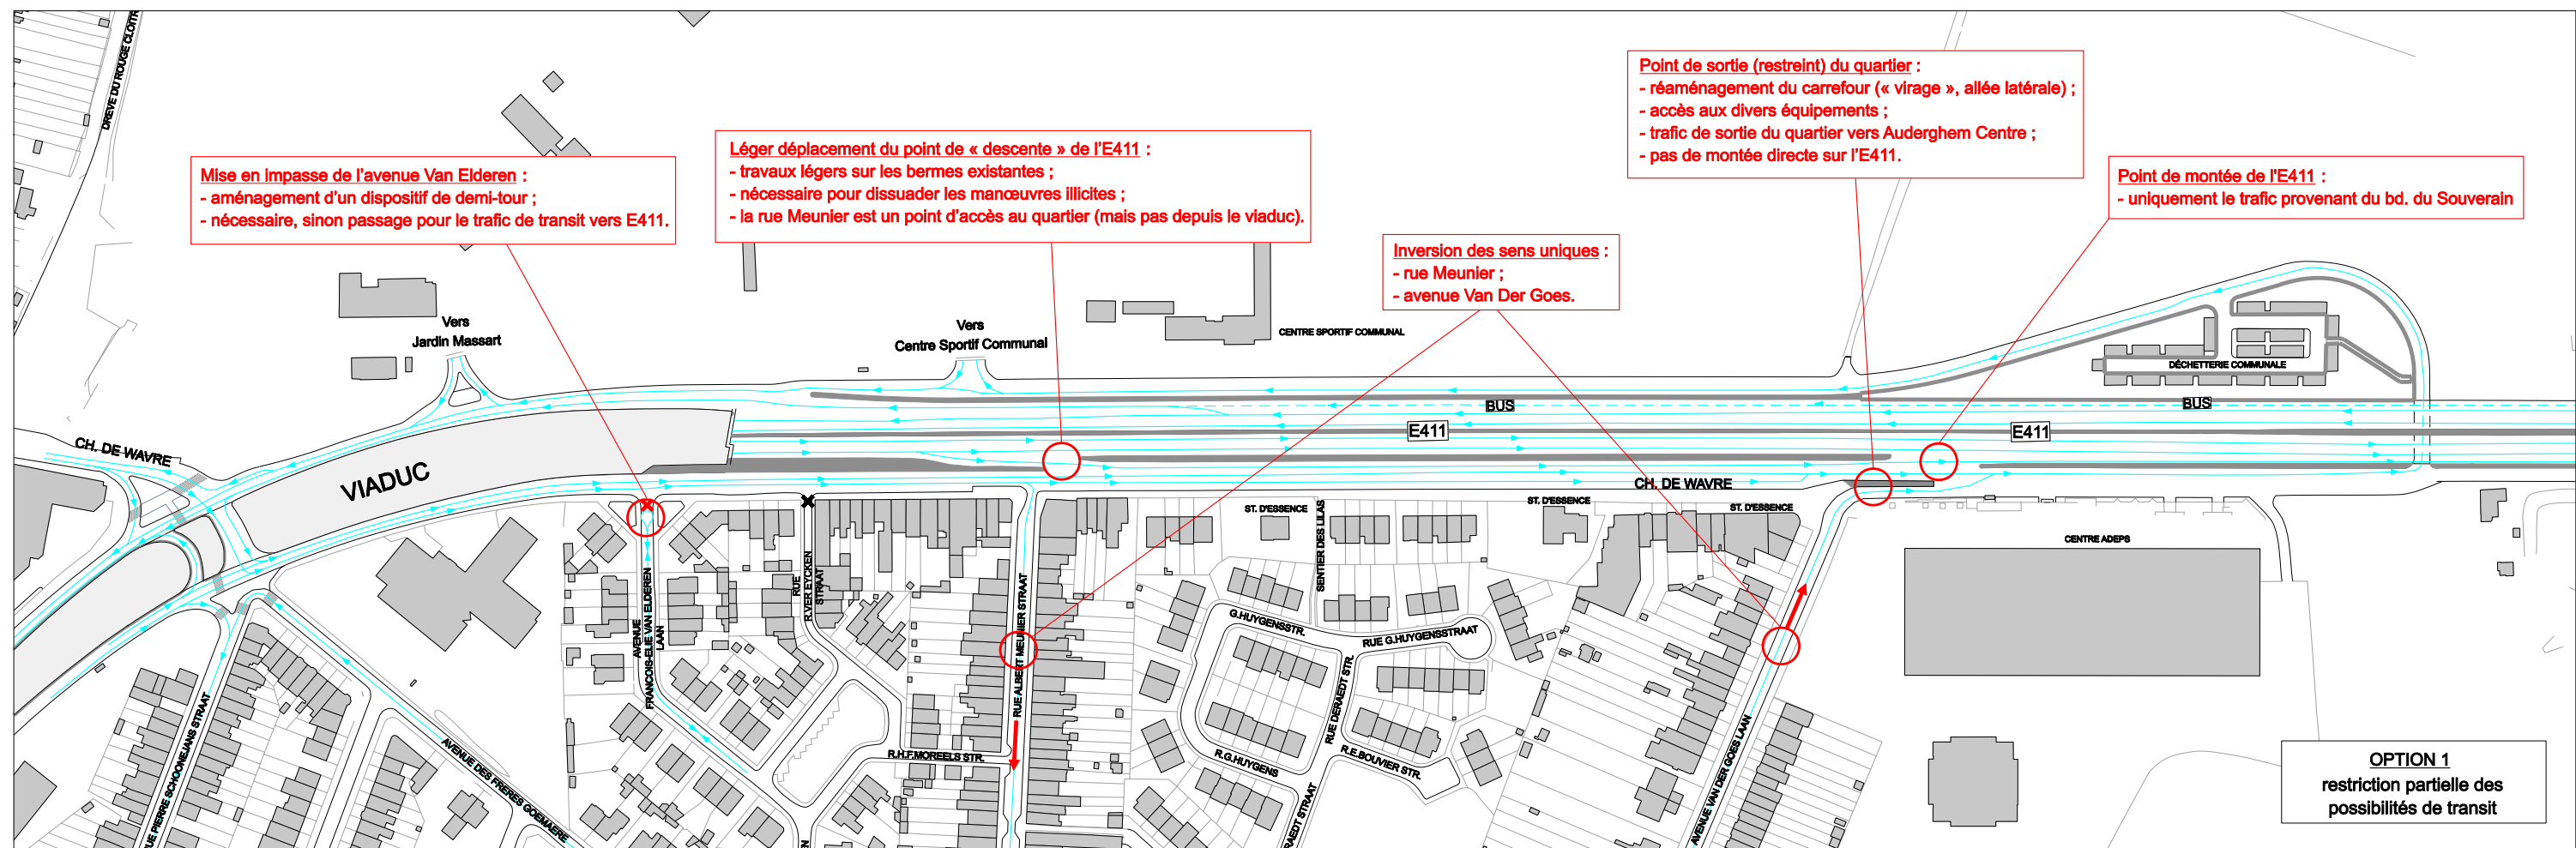 DREVE DU ROUGE CLOITR
Mise en impasse de l'avenue Van Elderen :
- aménagement d'un dispositif de demi-tour ;
- nécessaire, sinon passage pour le trafic de transit vers E411.
Léger déplacement du point de « descente » de l'E411 :
- travaux légers sur les bermes existantes ;
- nécessaire pour dissuader les manœuvres illicites ;
- la rue Meunier est un point d'accès au quartier (mais pas depuis le viaduc).
Inversion des sens uniques :
- rue Meunier ;
- avenue Van Der Goes.
Point de sortie (restreint) du quartier :
- réaménagement du carrefour (« virage », allée latérale) ;
- accès aux divers équipements ;
- trafic de sortie du quartier vers Auderghem Centre ;
- pas de montée directe sur l'E411.
Point de montée de l'E411 :
- uniquement le trafic provenant du bd. du Souverain
Vers
Jardin Massart
Vers
Centre Sportif Communal
CENTRE SPORTIF COMMUNAL
DÉCHETTERIE COMMUNALE
BUS
BUS
E411
E411
CH. DE WAVRE
VIADUC
CH. DE WAVRE
ST. D'ESSENCE
ST. D'ESSENCE
ST. D'ESSENCE
CENTRE ADEPS
AVENUE
FRANCOIS-ELIE VAN ELDEREN
LAAN
RUE
R.VER EYCKEN
STRAAT
RUE ALBERT MEUNIER STRAAT
SENTIER DES LILAS
G.HUYGENSSTR.
RUE G.HUYGENSSTRAAT
RUE DERAEDT STR.
R.G.HUYGENS
R.E.BOUVIER STR.
R.H.F.MOREELS STR.
AVENUE VAN DER GOES LAAN
RUE PIERRE SCHOONEJANS STRAAT
AVENUE DES FRERES GOEMAERE
EN
RAEDT STRAAT
OPTION 1
restriction partielle des
possibilités de transit